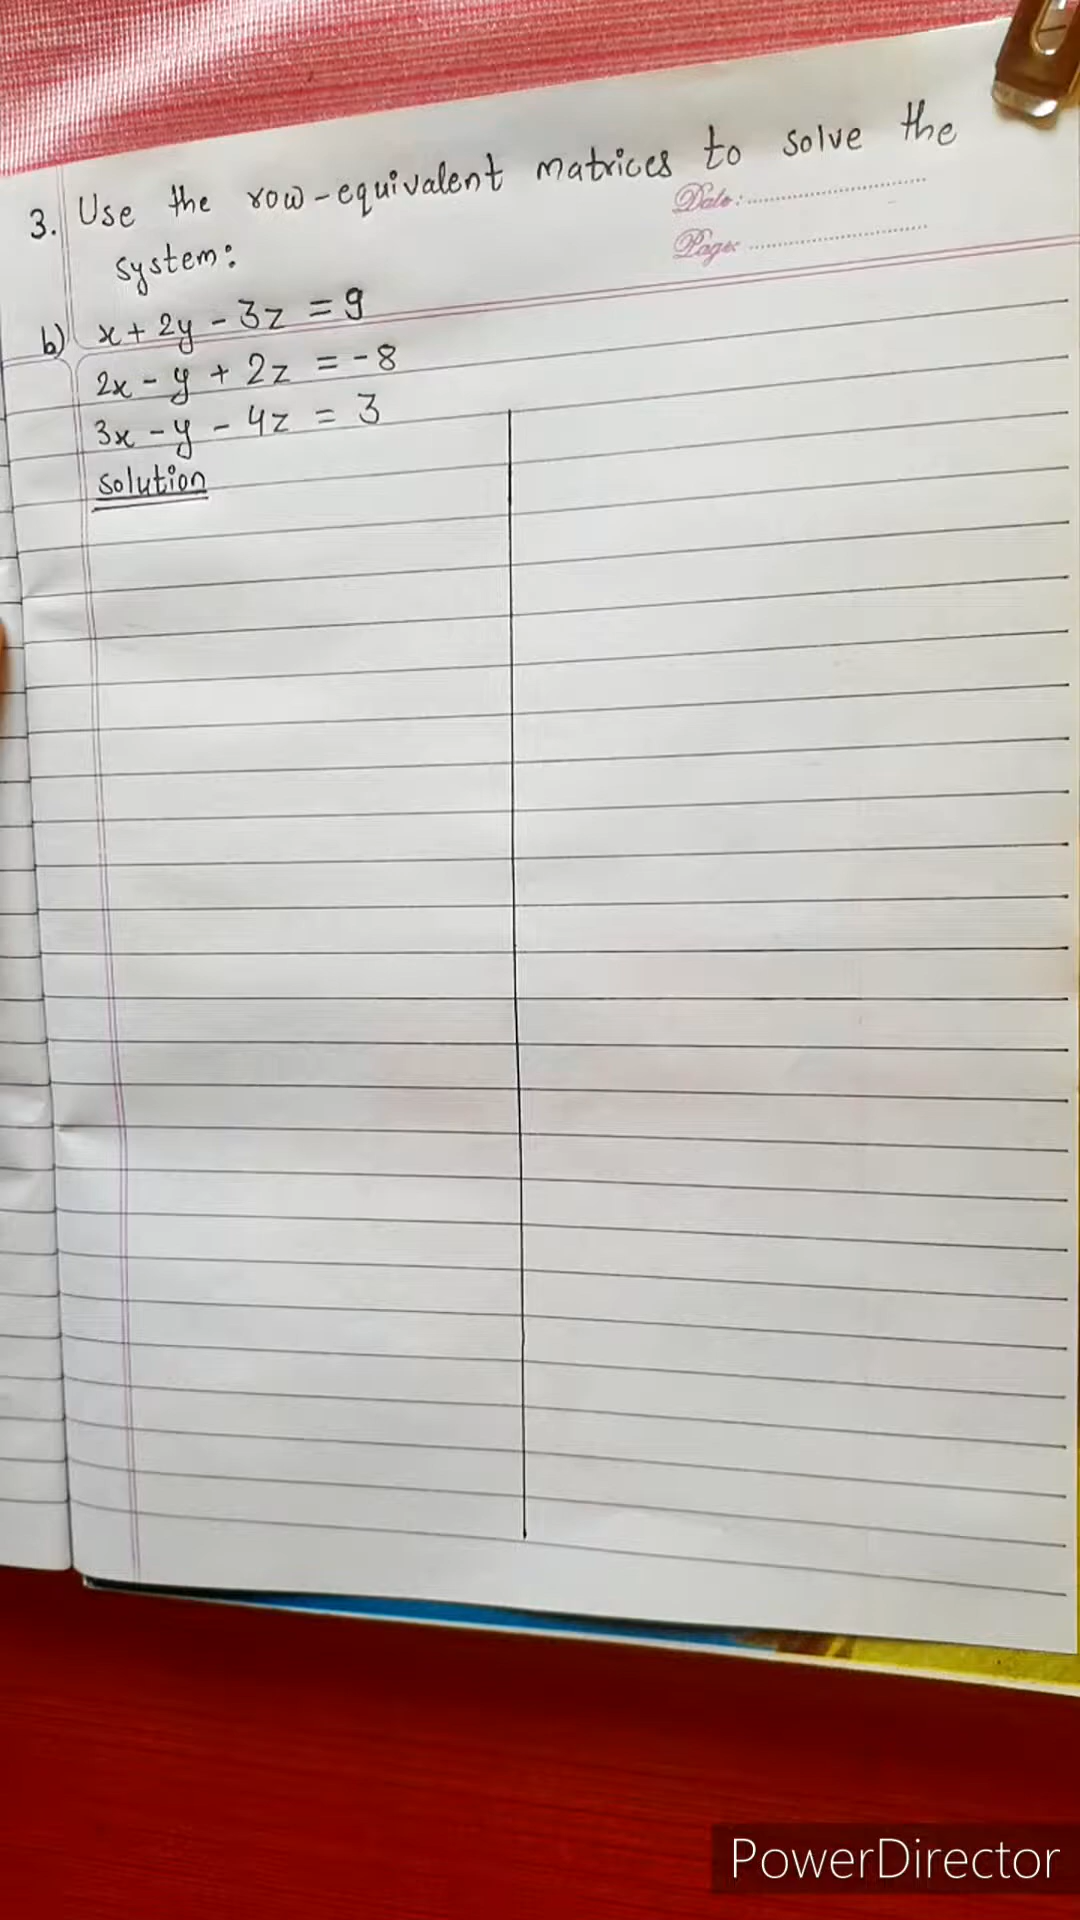 3. Use the row-equivalent matrices to solve the
Date:
system:
Page:
b) x + 2y - 3z = 9
2x - y + 2z = -8
3x - y - 4z = 3
solution
PowerDirector